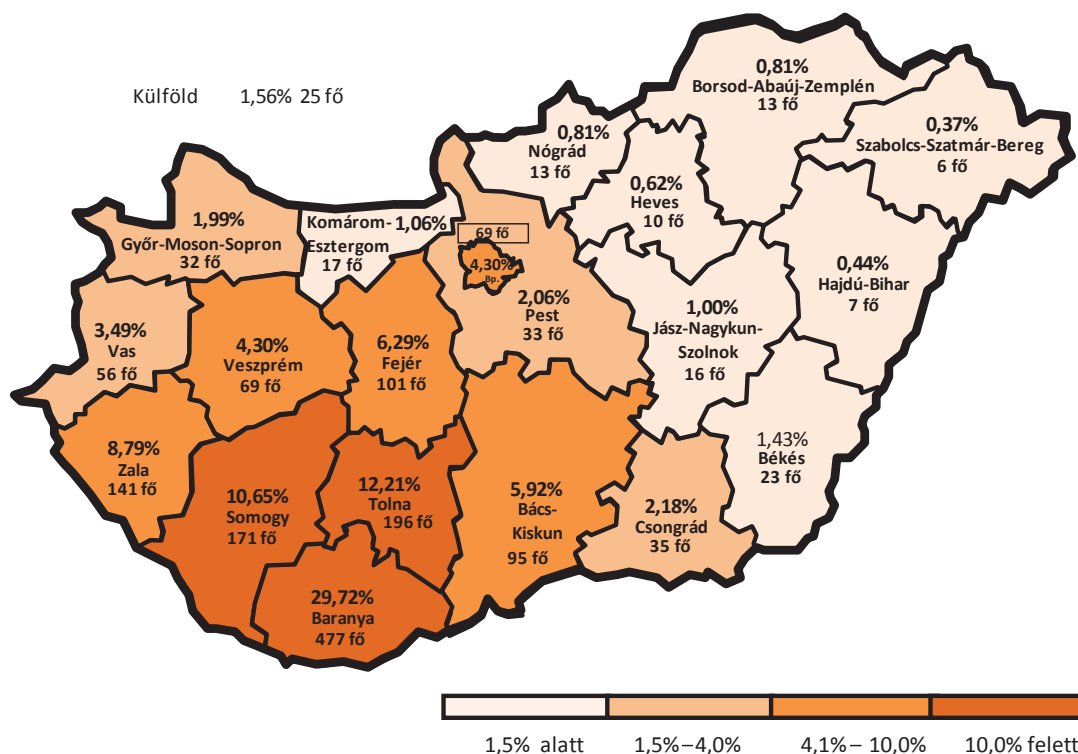 0,81%
Borsod-Abaúj-Zemplén
13 fő
Külföld 1,56% 25 fő
0,81%
Nógrád
13 fő
0,37%
Szabolcs-Szatmár-Bereg
6 fő
0,62%
Heves
10 fő
1,99%
Győr-Moson-Sopron
32 fő
Komárom- 1,06%
Esztergom
17 fő
69 fő
4,30%
Bp.
2,06%
Pest
33 fő
0,44%
Hajdú-Bihar
7 fő
1,00%
Jász-Nagykun-
Szolnok
16 fő
3,49%
Vas
56 fő
4,30%
Veszprém
69 fő
6,29%
Fejér
101 fő
8,79%
Zala
141 fő
10,65%
Somogy
171 fő
12,21%
Tolna
196 fő
5,92%
Bács-
Kiskun
95 fő
2,18%
Csongrád
35 fő
1,43%
Békés
23 fő
29,72%
Baranya
477 fő
1,5% alatt
1,5%–4,0%
4,1%– 10,0%
10,0% felett